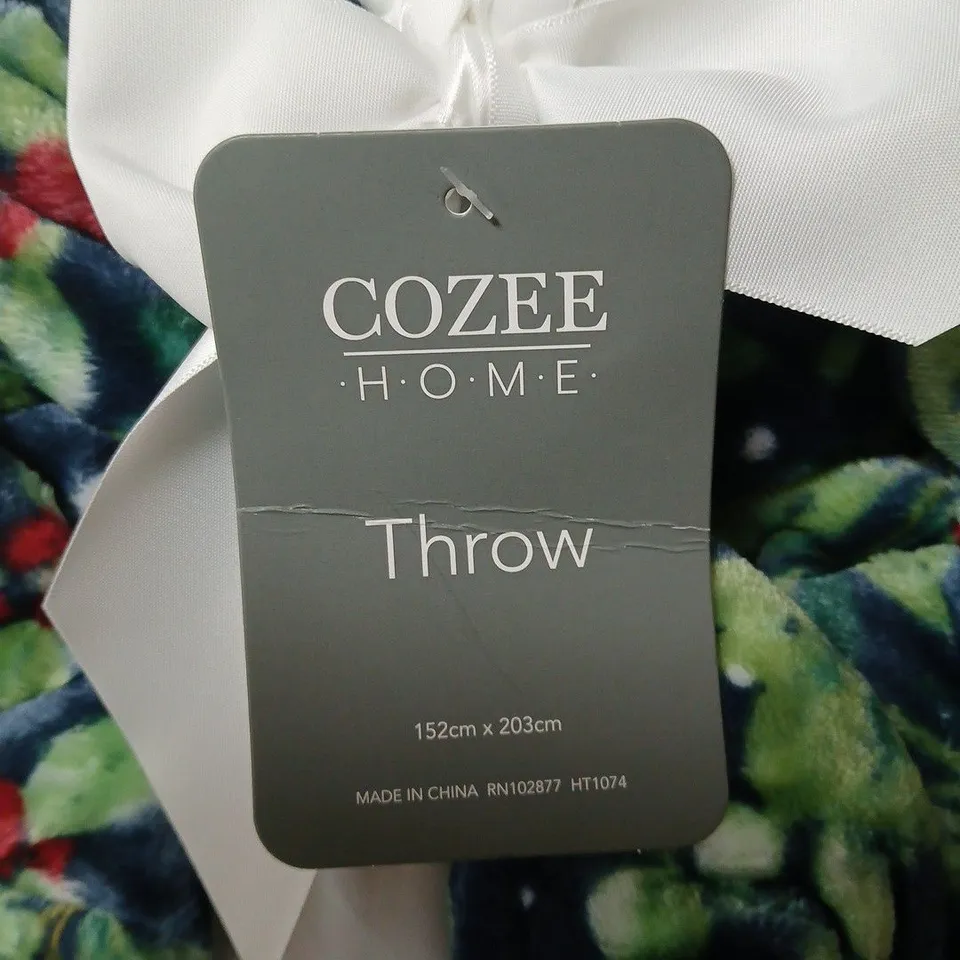 COZEE
·H·O·M·E·
Throw
152cm x 203cm
MADE IN CHINA RN102877 HT1074